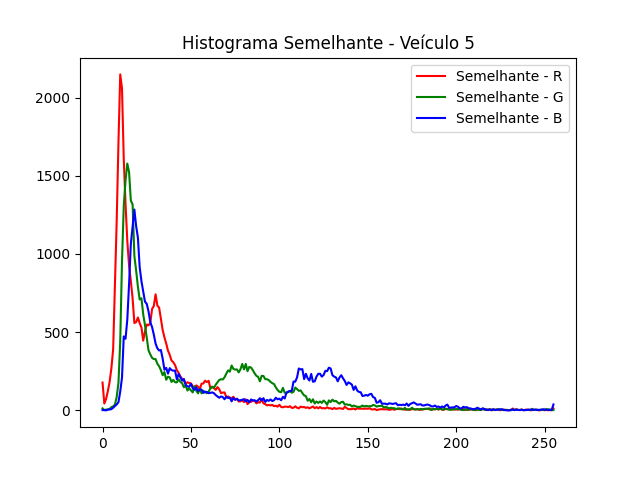 Histograma Semelhante - Veículo 5
Semelhante - R
Semelhante - G
Semelhante - B
2000
1500
1000
500
0
0 50 100 150 200 250